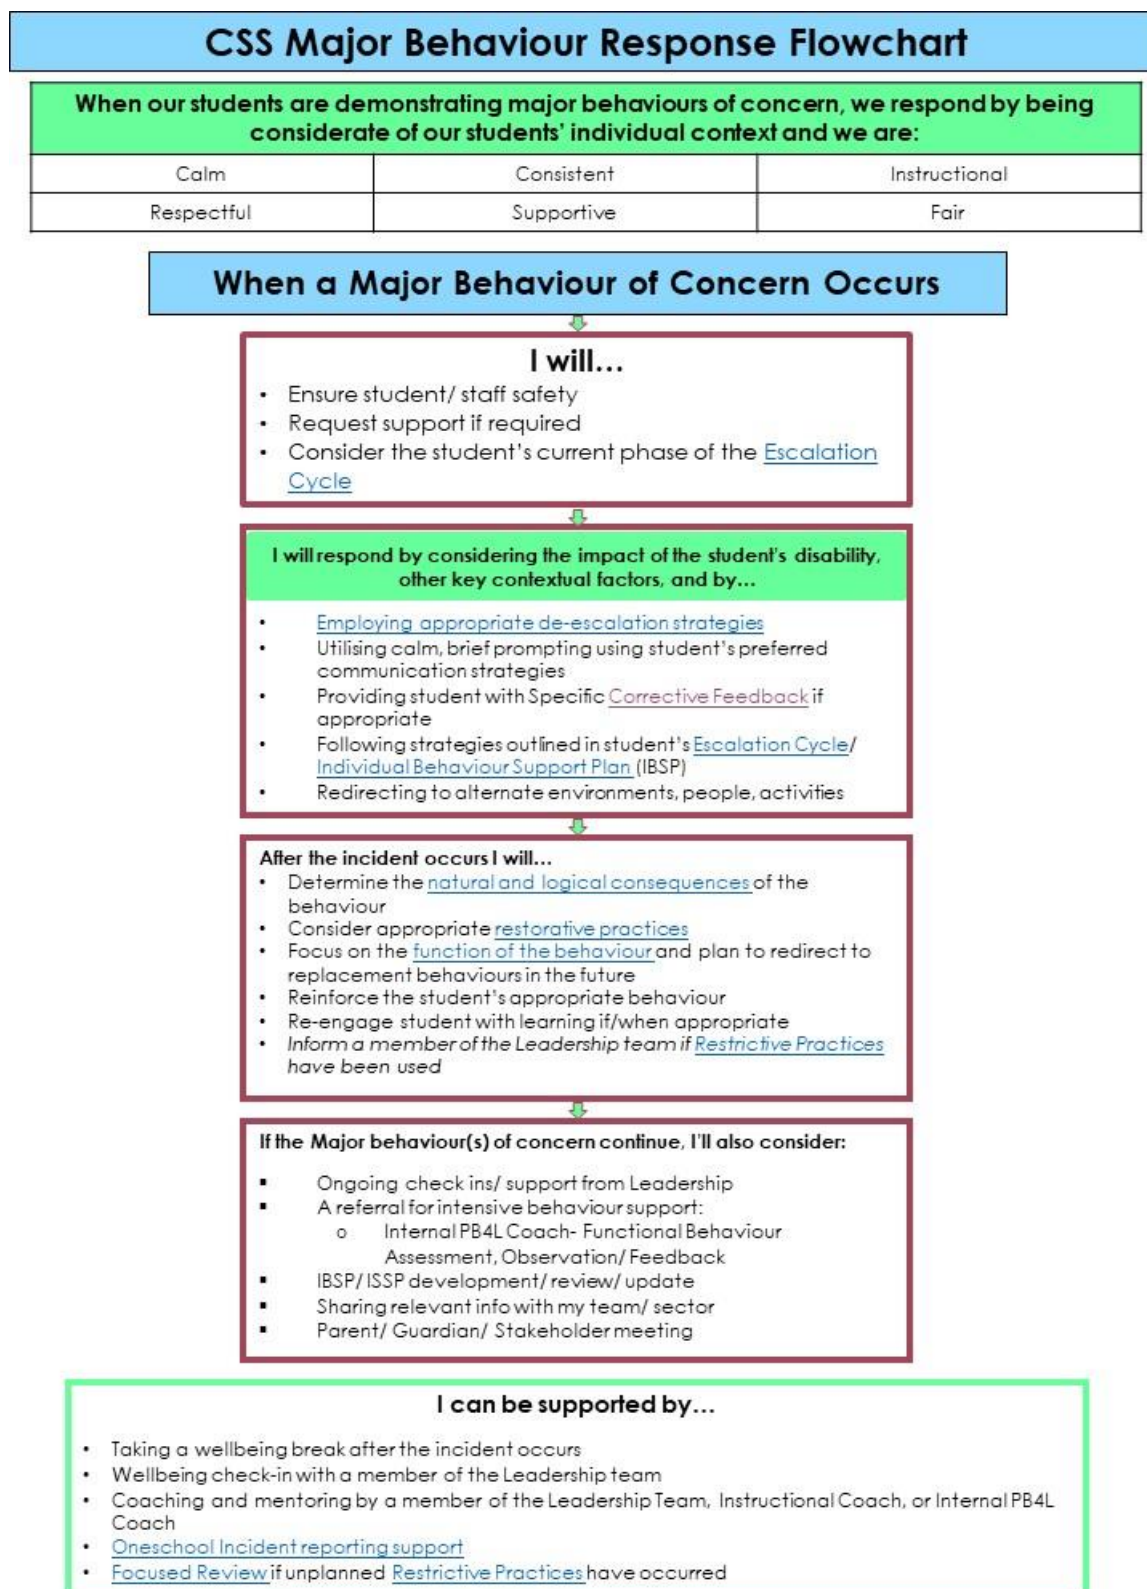 CSS Major Behaviour Response Flowchart
When our students are demonstrating major behaviours of concern, we respond by being
considerate of our students' individual context and we are:
Calm Consistent Instructional
Respectful Supportive Fair
When a Major Behaviour of Concern Occurs
I will...
• Ensure student/ staff safety
• Request support if required
• Consider the student's current phase of the Escalation
Cycle
I will respond by considering the impact of the student's disability,
other key contextual factors, and by...
• Employing appropriate de-escalation strategies
• Utilising calm, brief prompting using student's preferred
communication strategies
• Providing student with Specific Corrective Feedback if
appropriate
• Following strategies outlined in student's Escalation Cycle/
Individual Behaviour Support Plan (IBSP)
• Redirecting to alternate environments, people, activities
After the incident occurs I will...
• Determine the natural and logical consequences of the
behaviour
• Consider appropriate restorative practices
• Focus on the function of the behaviour and plan to redirect to
replacement behaviours in the future
• Reinforce the student's appropriate behaviour
• Re-engage student with learning if/when appropriate
• Inform a member of the Leadership team if Restrictive Practices
have been used
If the Major behaviour(s) of concern continue, I'll also consider:
▪ Ongoing check ins/ support from Leadership
▪ A referral for intensive behaviour support:
o Internal PB4L Coach- Functional Behaviour
Assessment, Observation/ Feedback
▪ IBSP/ ISSP development/ review/ update
▪ Sharing relevant info with my team/ sector
▪ Parent/ Guardian/ Stakeholder meeting
I can be supported by...
• Taking a wellbeing break after the incident occurs
• Wellbeing check-in with a member of the Leadership team
• Coaching and mentoring by a member of the Leadership Team, Instructional Coach, or Internal PB4L
Coach
• Oneschool Incident reporting support
• Focused Review if unplanned Restrictive Practices have occurred